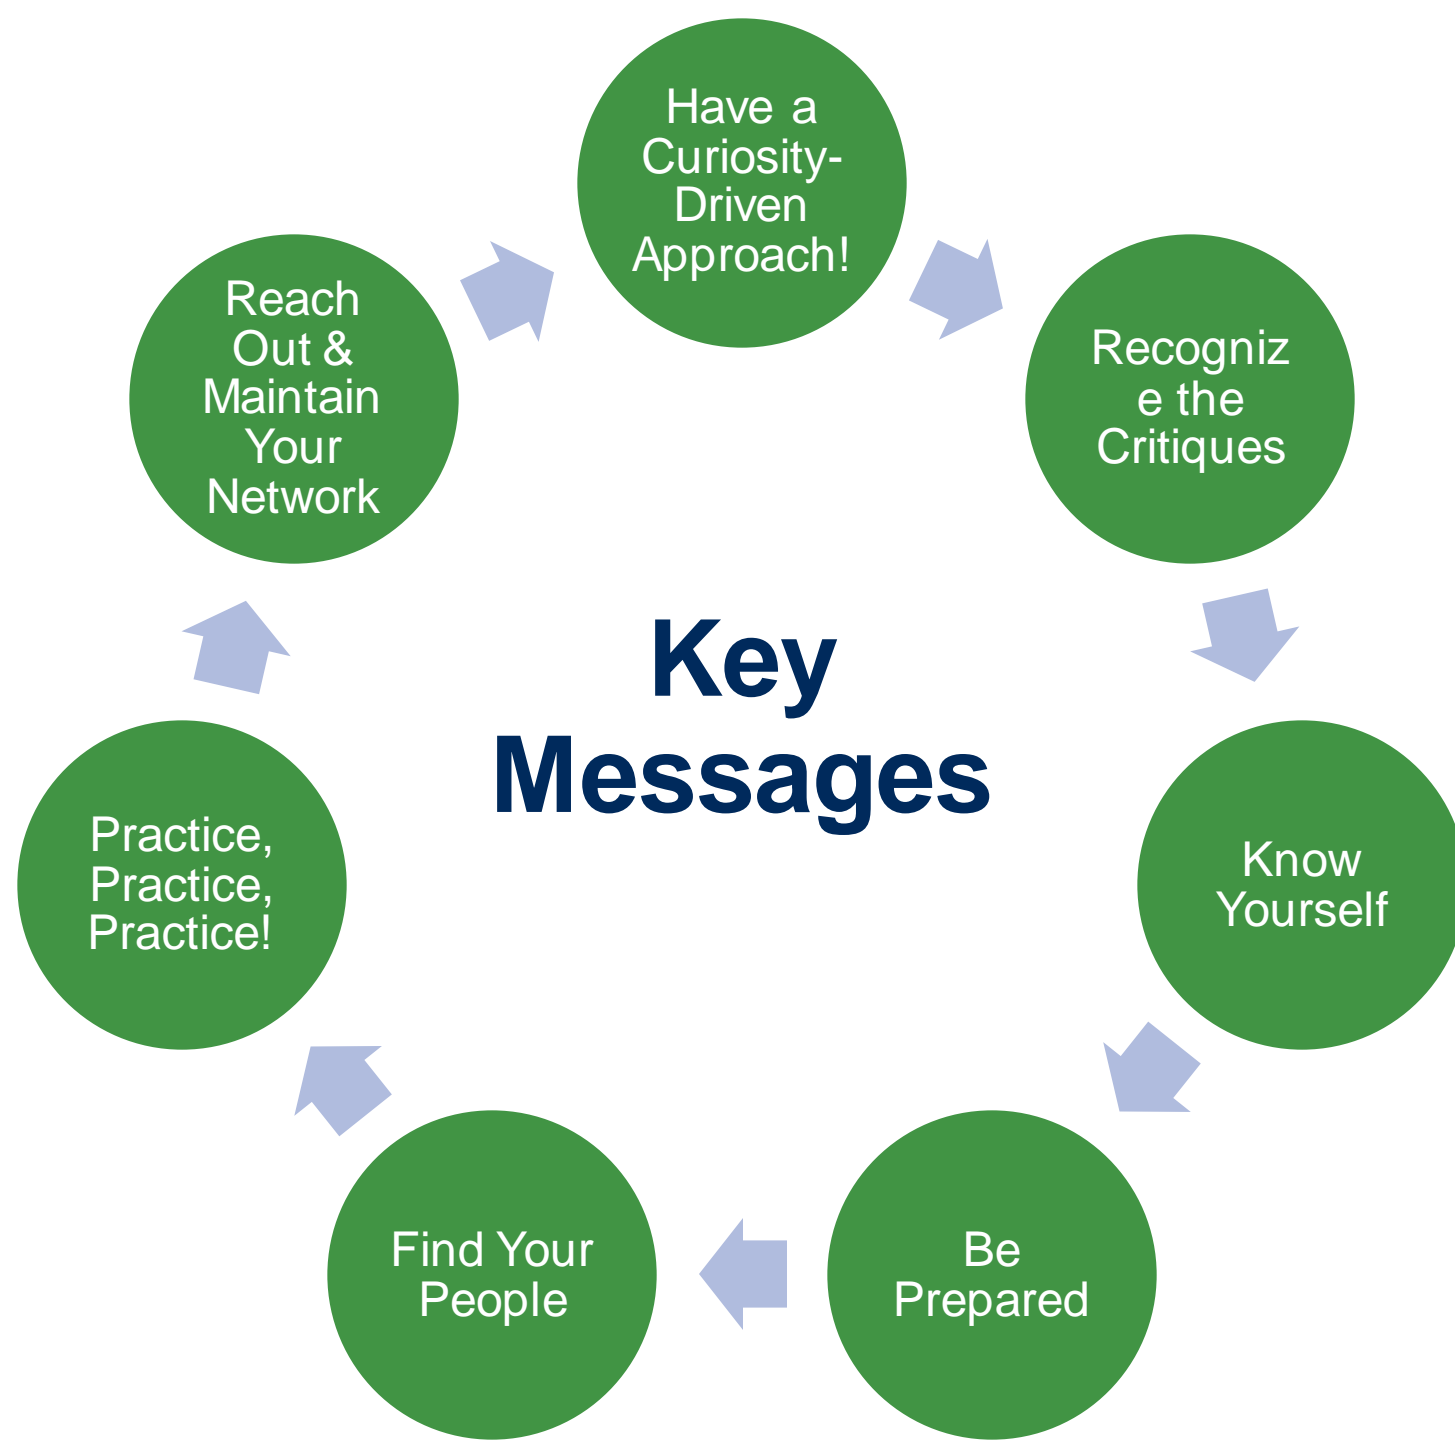 Have a
Curiosity-
Driven
Approach!
Recogniz
e the
Critiques
Know
Yourself
Be
Prepared
Find Your
People
Practice,
Practice,
Practice!
Reach
Out &
Maintain
Your
Network
Key
Messages